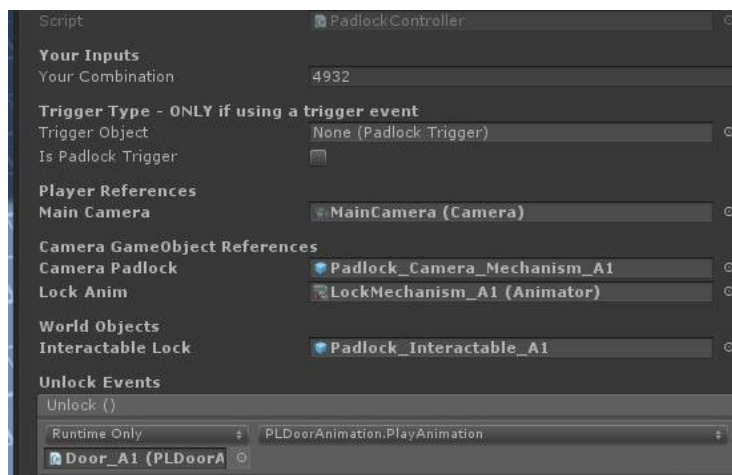 Script PadlockController
Your Inputs
Your Combination 4932
Trigger Type - ONLY if using a trigger event
Trigger Object None (Padlock Trigger)
Is Padlock Trigger
Player References
Main Camera MainCamera (Camera)
Camera GameObject References
Camera Padlock Padlock_Camera_Mechanism_A1
Lock Anim LockMechanism_A1 (Animator)
World Objects
Interactable Lock Padlock_Interactable_A1
Unlock Events
Unlock ()
Runtime Only PLDoorAnimation.PlayAnimation
Door_A1 (PLDoorA